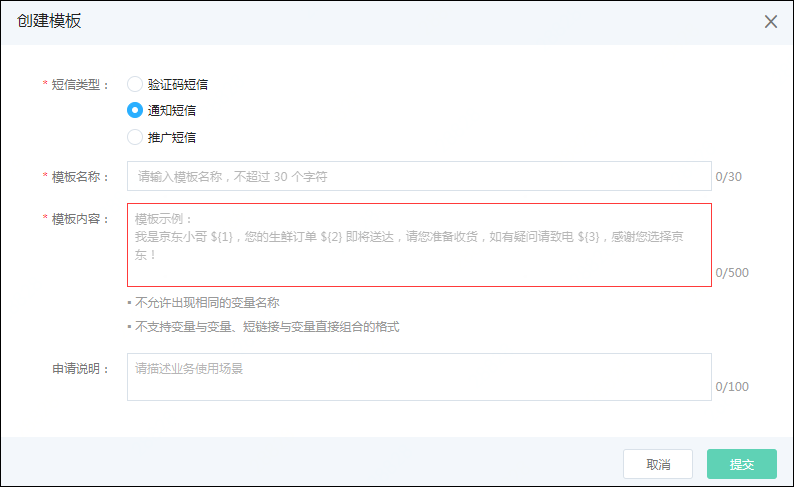 创建模板
* 短信类型：
验证码短信
通知短信
推广短信
* 模板名称：
请输入模板名称，不超过 30 个字符
0/30
* 模板内容：
模板示例：
我是京东小哥 ${1}，您的生鲜订单 ${2} 即将送达，请您准备收货，如有疑问请致电 ${3}，感谢您选择京
东！
0/500
▪ 不允许出现相同的变量名称
▪ 不支持变量与变量、短链接与变量直接组合的格式
申请说明：
请描述业务使用场景
0/100
取消
提交